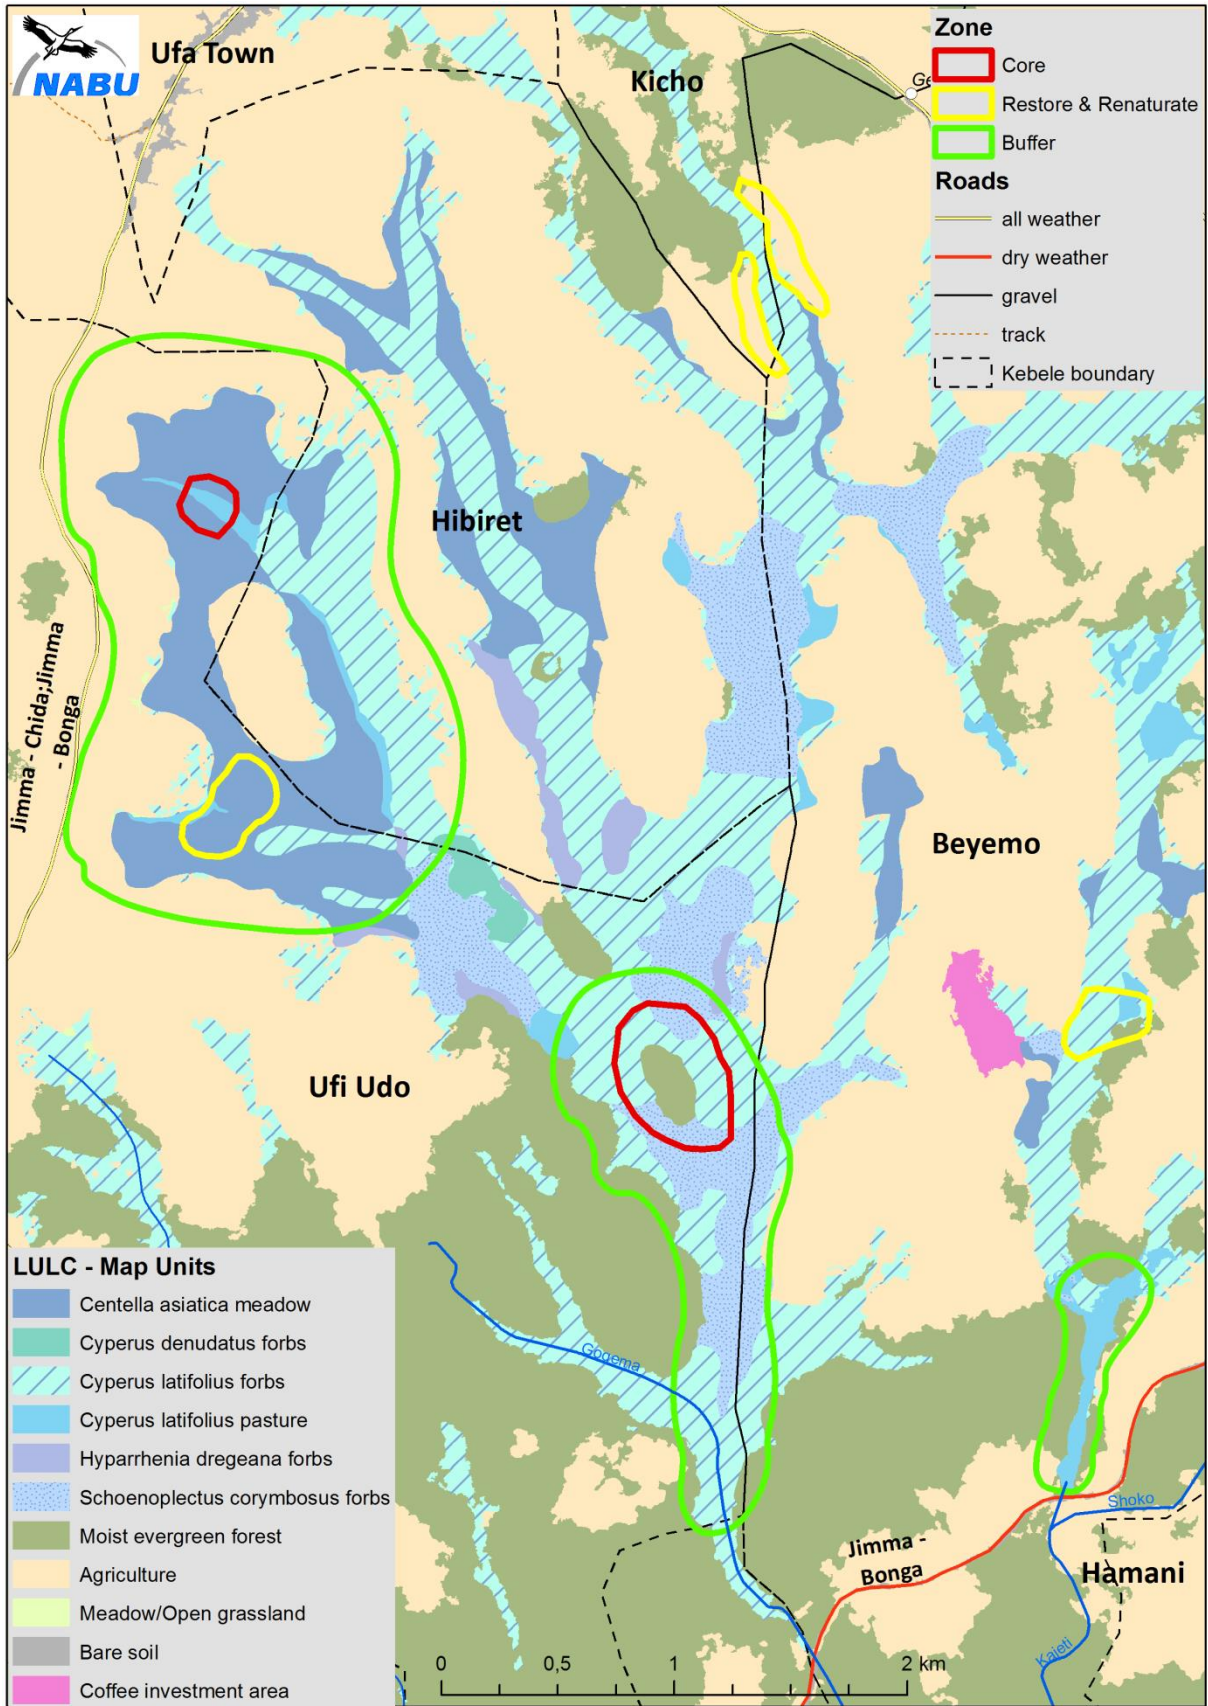 NABU
Ufa Town
Kicho
Ge
Zone
Core
Restore & Renaturate
Buffer
Roads
all weather
dry weather
gravel
track
Kebele boundary
Hibiret
Jimma - Chida;Jimma
- Bonga
Beyemo
Ufi Udo
LULC - Map Units
Centella asiatica meadow
Cyperus denudatus forbs
Cyperus latifolius forbs
Cyperus latifolius pasture
Hyparrhenia dregeana forbs
Schoenoplectus corymbosus forbs
Moist evergreen forest
Agriculture
Meadow/Open grassland
Bare soil
Coffee investment area
Gogema
Shoko
Jimma -
Bonga
Hamani
Kaieti
0 0,5 1 2 km